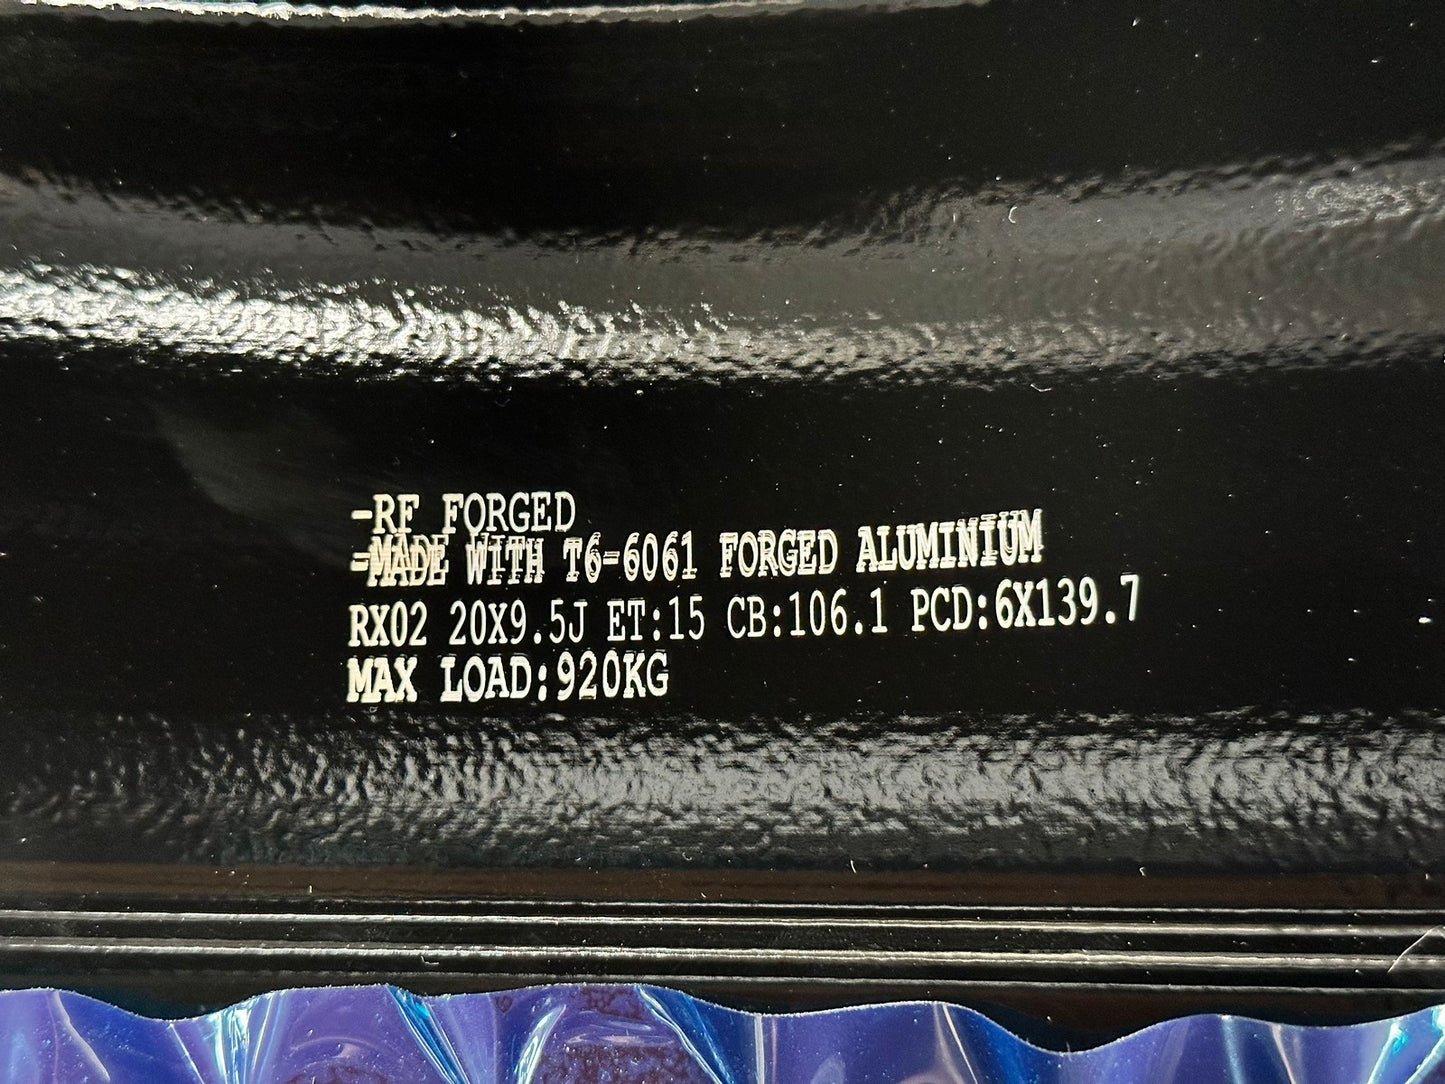 -RF FORGED
-MADE WITH T6-6061 FORGED ALUMINIUM
RX02 20X9.5J ET:15 CB:106.1 PCD:6X139.7
MAX LOAD:920KG